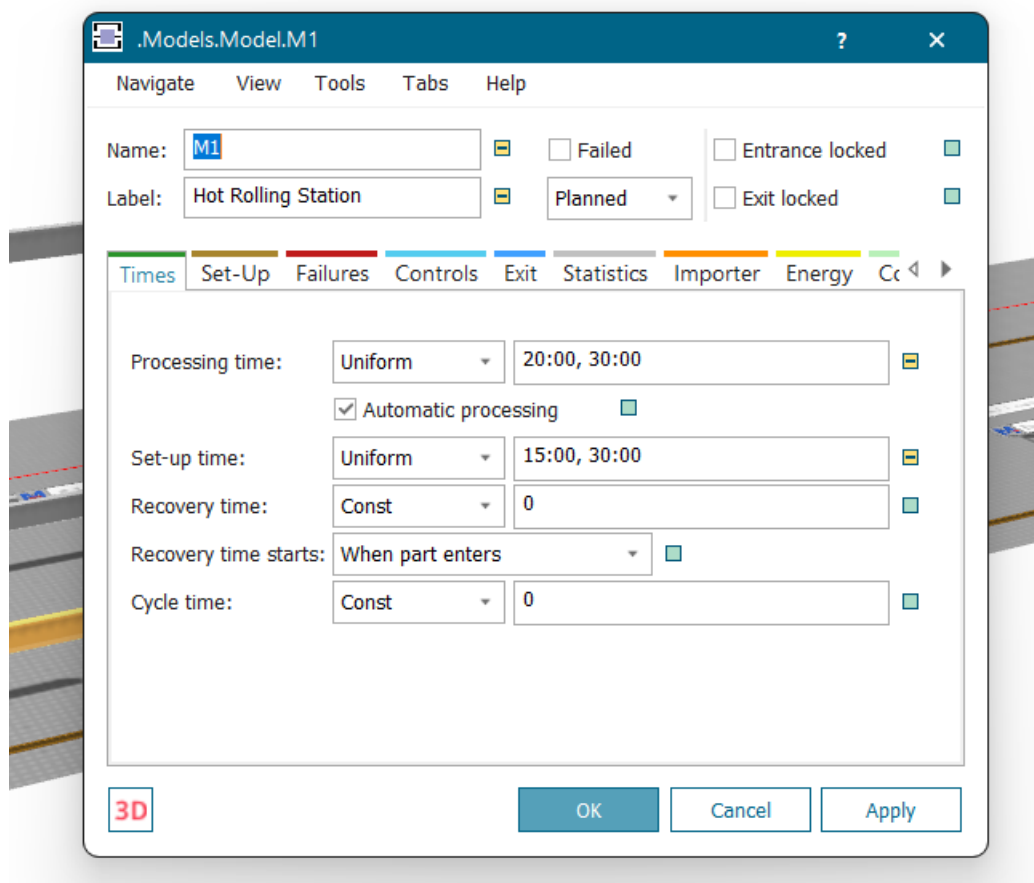 .Models.Model.M1 ?
Navigate View Tools Tabs Help
Name: M1 Failed Entrance locked
Label: Hot Rolling Station Planned Exit locked
Times Set-Up Failures Controls Exit Statistics Importer Energy
Processing time: Uniform 20:00, 30:00
Automatic processing
Set-up time: Uniform 15:00, 30:00
Recovery time: Const 0
Recovery time starts: When part enters
Cycle time: Const 0
3D OK Cancel Apply